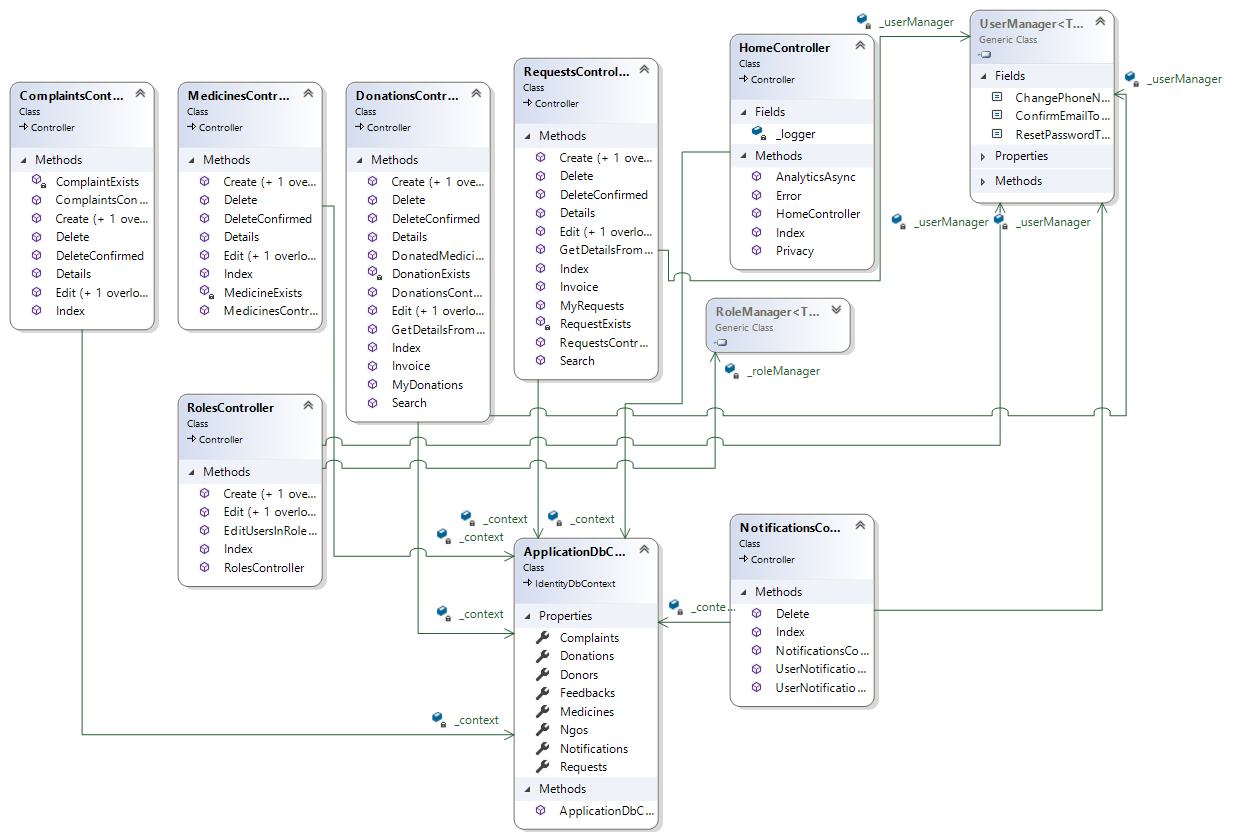 ComplaintsCont...
Class
Controller
Methods
ComplaintExists
ComplaintsCon...
Create (+ 1 ove...
Delete
DeleteConfirmed
Details
Edit (+ 1 overlo...
Index
MedicinesContr...
Class
Controller
Methods
Create (+ 1 ove...
Delete
DeleteConfirmed
Details
Edit (+ 1 overlo...
Index
MedicineExists
MedicinesContr...
DonationsContr...
Class
Controller
Methods
Create (+ 1 ove...
Delete
DeleteConfirmed
Details
DonatedMedici...
DonationExists
DonationsCont...
Edit (+ 1 overlo...
GetDetailsFrom...
Index
Invoice
MyDonations
Search
RequestsControl...
Class
Controller
Methods
Create (+ 1 ove...
Delete
DeleteConfirmed
Details
Edit (+ 1 overlo...
GetDetailsFrom...
Index
Invoice
MyRequests
RequestExists
RequestsContr...
Search
HomeController
Class
Controller
Fields
_logger
Methods
AnalyticsAsync
Error
HomeController
Index
Privacy
_userManager
UserManager<T...
Generic Class
Fields
ChangePhoneN...
ConfirmEmailTo...
ResetPasswordT...
Properties
Methods
_userManager
_userManager
_userManager
RoleManager<T...
Generic Class
_roleManager
RolesController
Class
Controller
Methods
Create (+ 1 ove...
Edit (+ 1 overlo...
EditUsersInRole...
Index
RolesController
_context
_context
_context
_context
_context
_conte...
ApplicationDbC...
Class
IdentityDbContext
Properties
Complaints
Donations
Donors
Feedbacks
Medicines
Ngos
Notifications
Requests
Methods
ApplicationDbC...
NotificationsCo...
Class
Controller
Methods
Delete
Index
NotificationsCo...
UserNotificatio...
UserNotificatio...